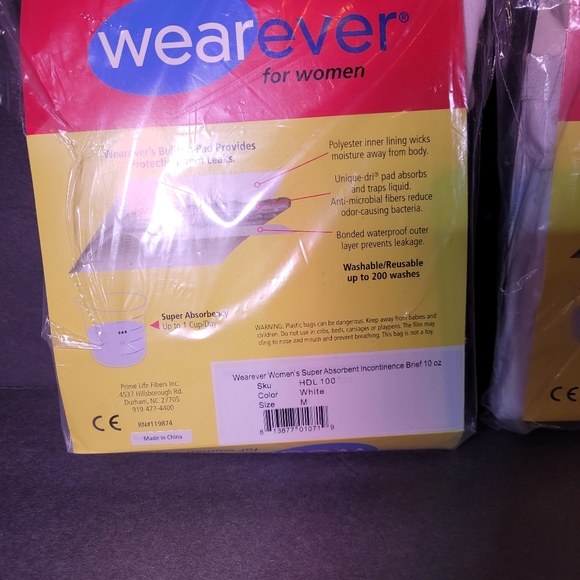 wearever®
for women
Wearever's Built-In Pad Provides
Protection from Leaks.
Polyester inner lining wicks
moisture away from body.
Unique-dri® pad absorbs
and traps liquid.
Anti-microbial fibers reduce
odor-causing bacteria.
Bonded waterproof outer
layer prevents leakage.
Washable/Reusable
up to 200 washes
Super Absorbency
Up to 1 Cup/Day
WARNING: Plastic bags can be dangerous. Keep away from babies and
children. Do not use in cribs, beds, carriages or playpens. The film may
cling to nose and mouth and prevent breathing. This bag is not a toy.
Prime Life Fibers Inc.
4537 Hillsborough Rd.
Durham, NC 27705
919 477-4400
CE
RN#119874
Made in China
Wearever Women's Super Absorbent Incontinence Brief 10 oz
Sku HDL 100
Color White
Size M
8 13877 01071 9
CE